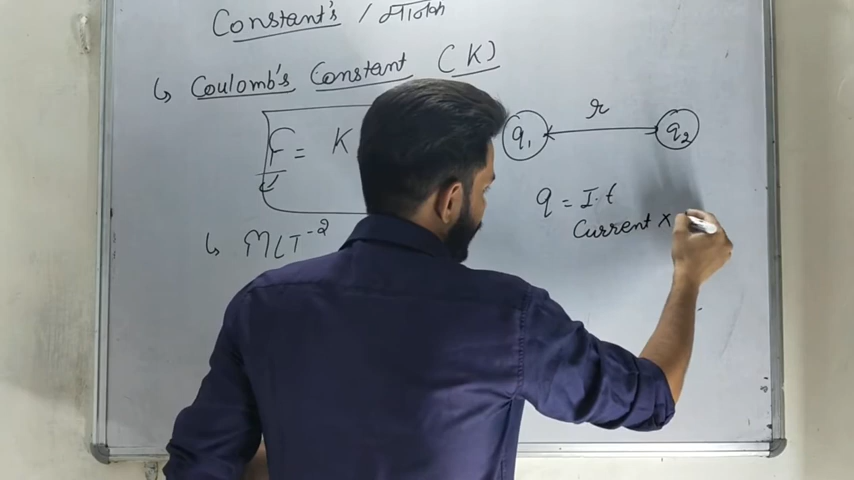 Constant's / नियतांक
↳ Coulomb's Constant (K)
F = K
q₁ r q₂
q = I.t
Current ×
↳ MLT⁻²